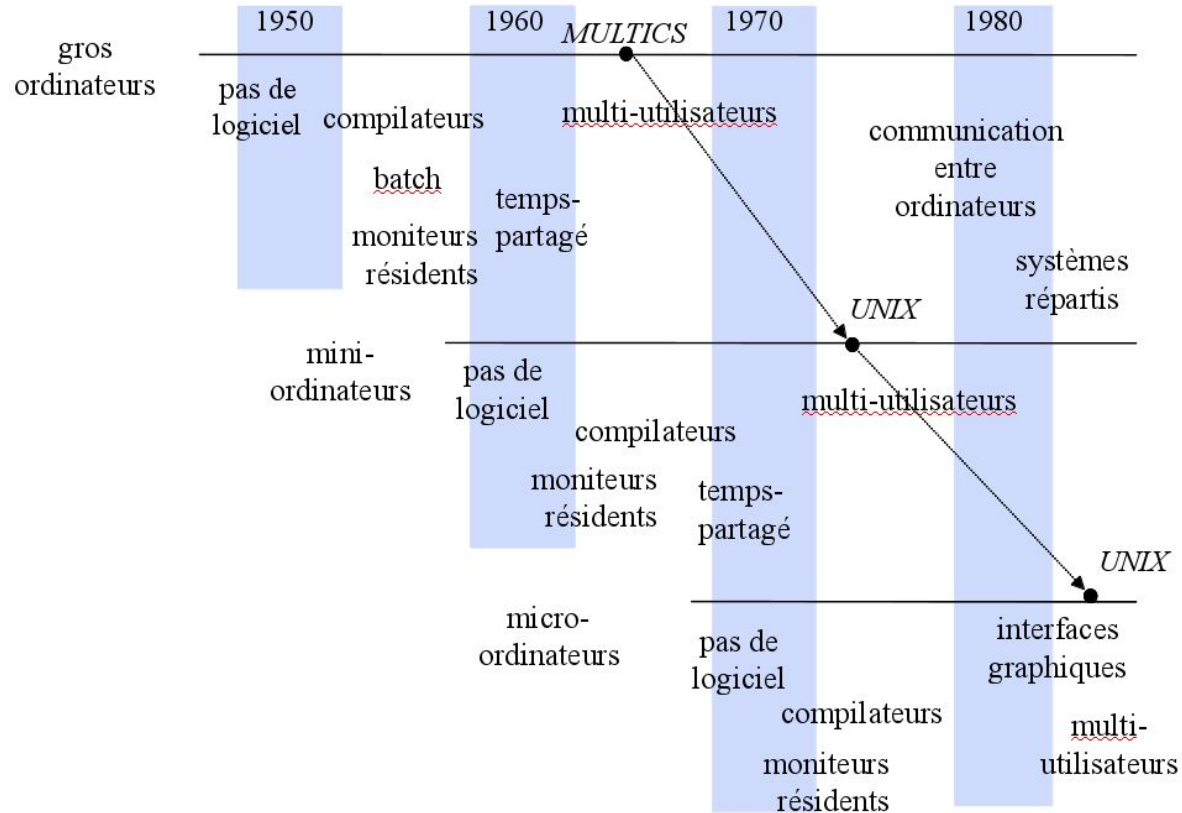 1950
1960
1970
1980
MULTICS
gros
ordinateurs
pas de
logiciel
compilateurs
batch
moniteurs
résidents
temps-
partagé
multi-utilisateurs
communication
entre
ordinateurs
systèmes
répartis
UNIX
mini-
ordinateurs
pas de
logiciel
compilateurs
moniteurs
résidents
temps-
partagé
multi-utilisateurs
UNIX
micro-
ordinateurs
pas de
logiciel
compilateurs
moniteurs
résidents
interfaces
graphiques
multi-
utilisateurs